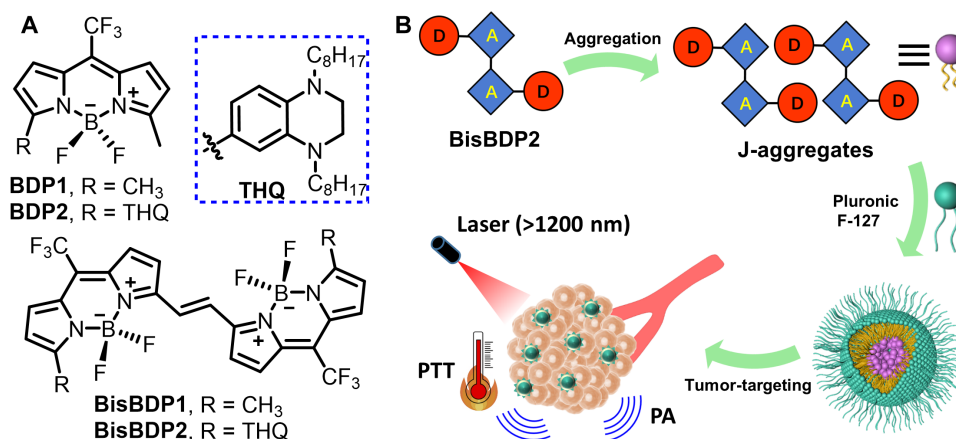 A
CF3
N
N
+
−
B
R
F
F
BDP1, R = CH3
BDP2, R = THQ
C8H17
N
N
C8H17
THQ
F3C
N
+
N
−
B
F
F
R
R
F
F
B
−
N
N
+
CF3
BisBDP1, R = CH3
BisBDP2, R = THQ
B
D
A
A
D
BisBDP2
Aggregation
D
A
D
A
D
A
D
A
J-aggregates
Pluronic
F-127
Laser (>1200 nm)
PTT
PA
Tumor-targeting